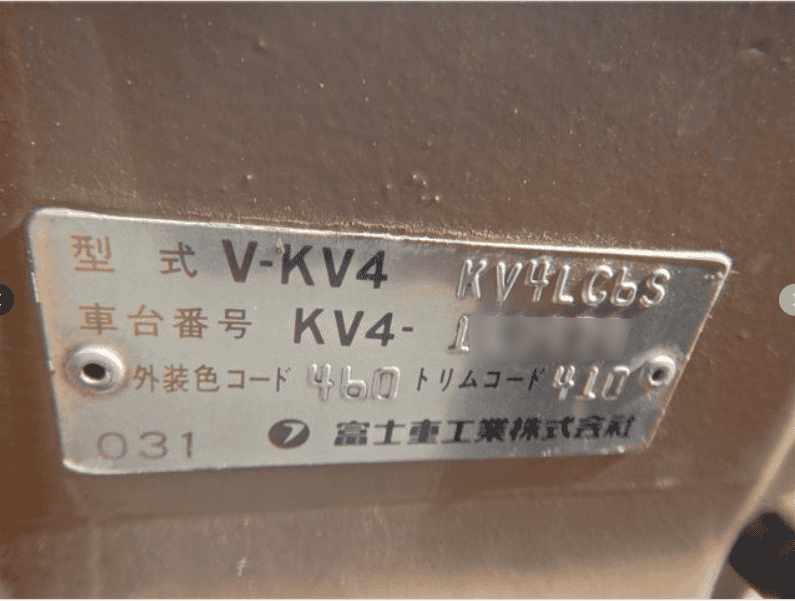 型 式 V-KV4 KV4LC6S
車台番号 KV4- 1
外装色コード 460 トリムコード 410
031 富士重工業株式会社